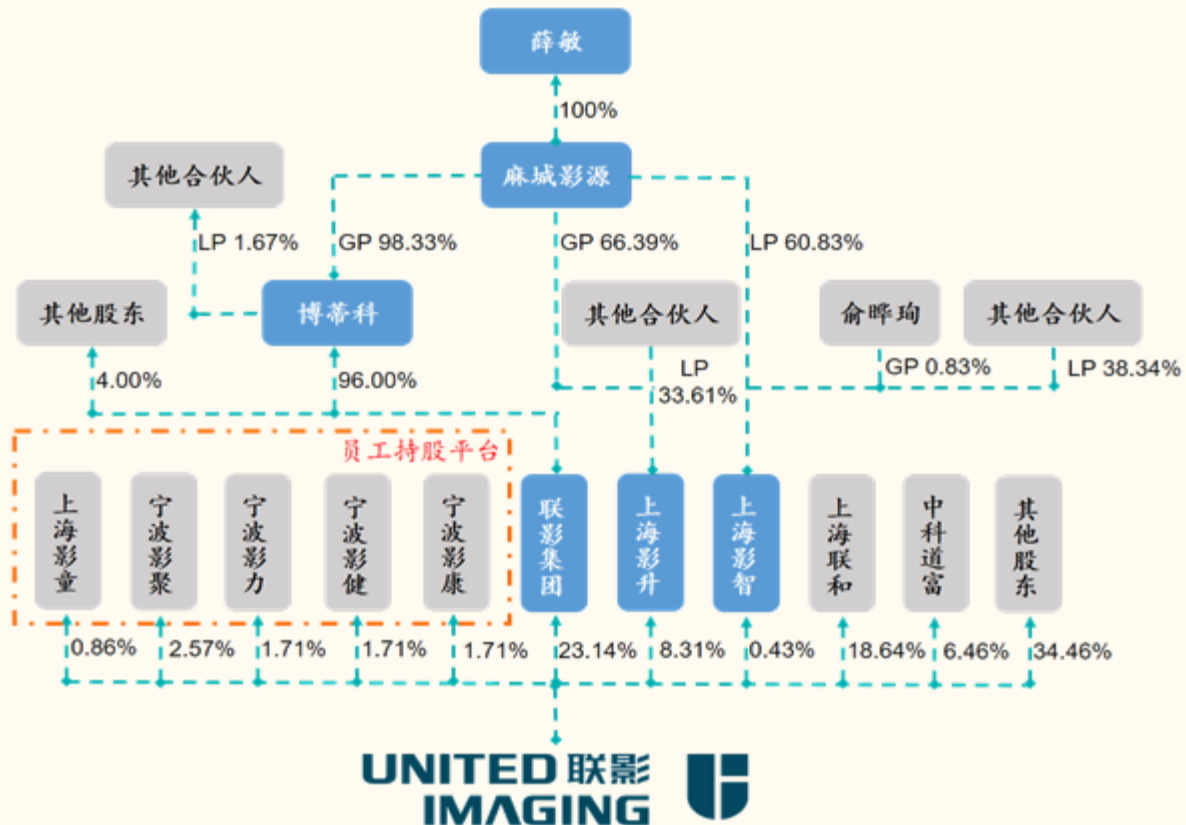 薛敏
100%
其他合伙人
麻城影源
LP 1.67%
GP 98.33%
GP 66.39%
LP 60.83%
其他股东
博蒂科
其他合伙人
俞晔珣
其他合伙人
4.00%
96.00%
LP
33.61%
GP 0.83%
LP 38.34%
员工持股平台
上海影童
宁波影聚
宁波影力
宁波影健
宁波影康
联影集团
上海影升
上海影智
上海联和
中科道富
其他股东
0.86%
2.57%
1.71%
1.71%
1.71%
23.14%
8.31%
0.43%
18.64%
6.46%
34.46%
UNITED 联影
IMAGING